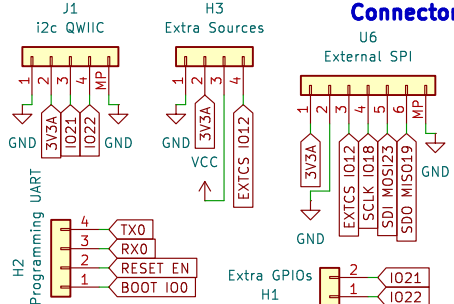 Connector
J1
i2c QWIIC
1
2
3
4
MP
GND
3V3A
IO21
IO22
GND
H3
Extra Sources
1
2
3
4
GND
3V3A
VCC
EXTCS IO12
U6
External SPI
1
2
3
4
5
6
MP
3V3A
GND
EXTCS IO12
SCLK IO18
SDI MOSI23
SDO MISO19
GND
H2
Programming UART
4
TX0
3
RX0
2
RESET EN
1
BOOT IO0
Extra GPIOs
H1
2
IO21
1
IO22